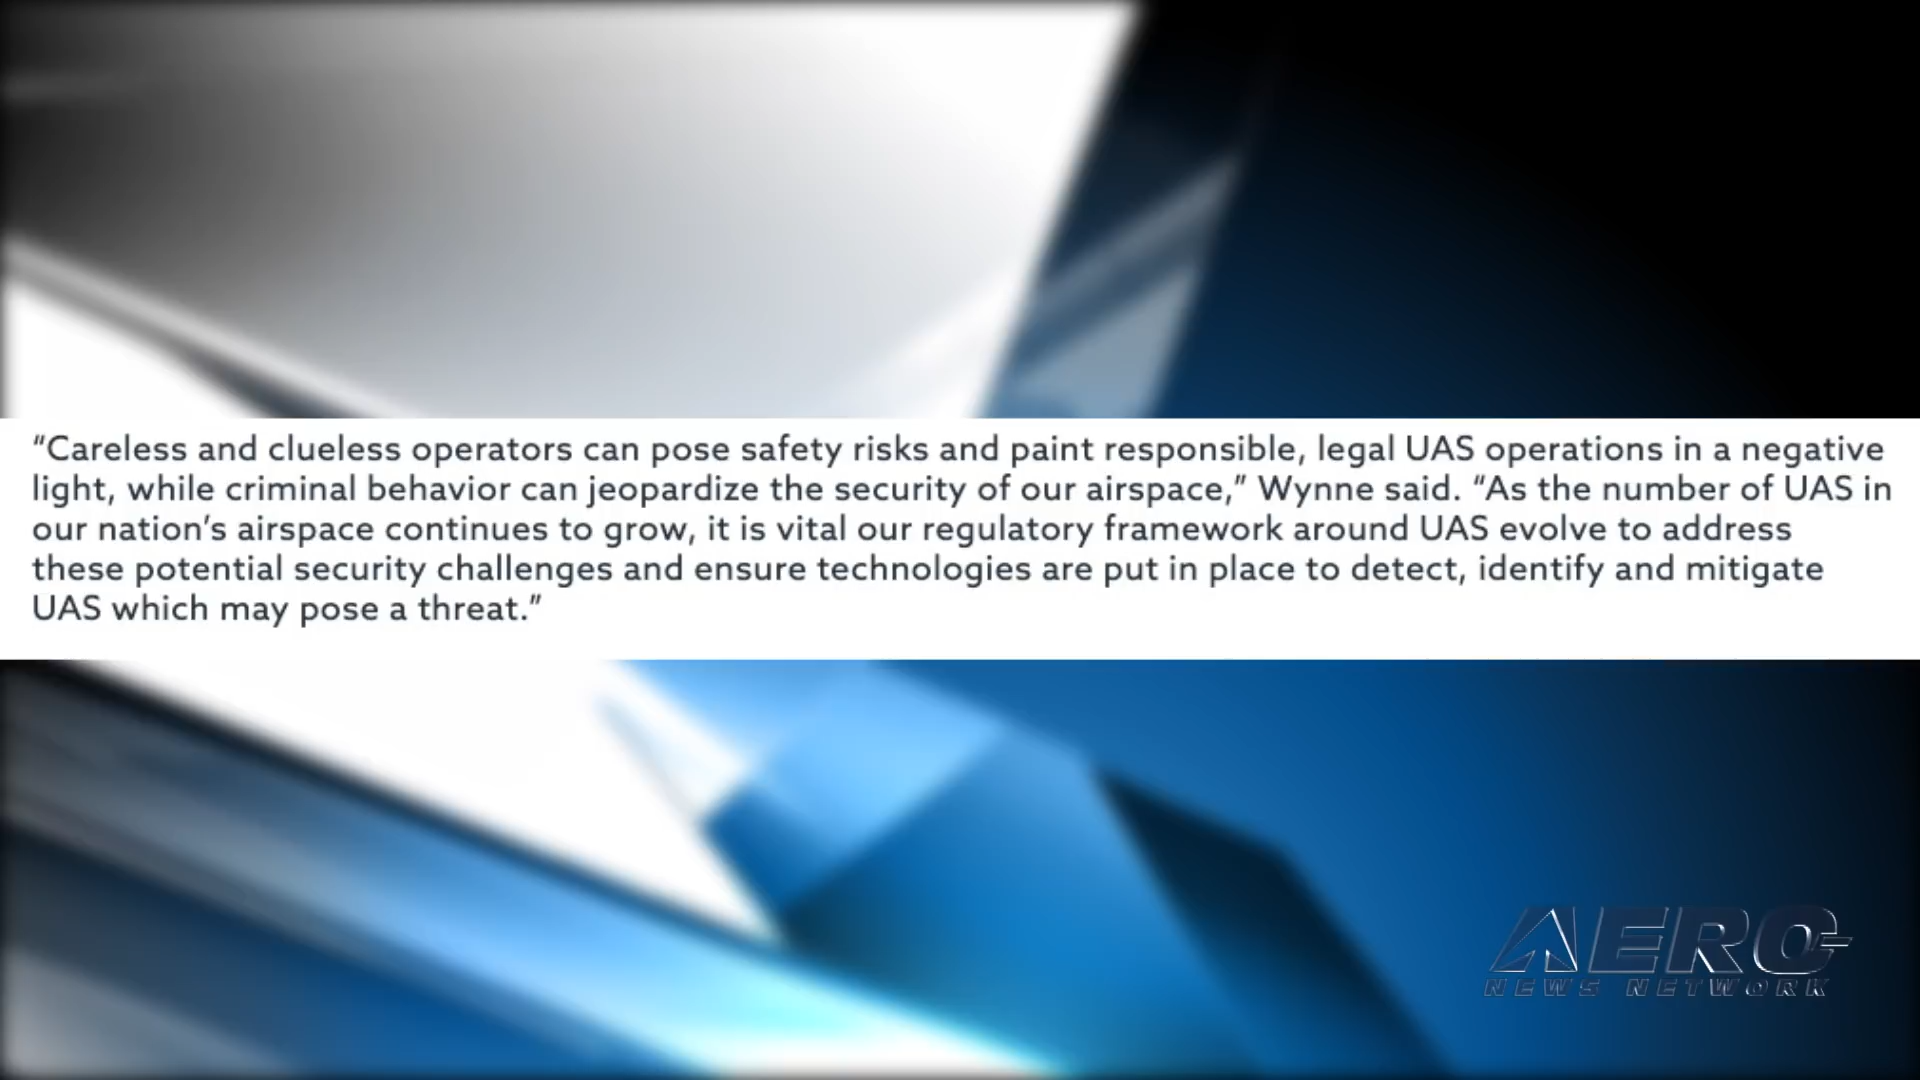 “Careless and clueless operators can pose safety risks and paint responsible, legal UAS operations in a negative
light, while criminal behavior can jeopardize the security of our airspace,” Wynne said. “As the number of UAS in
our nation’s airspace continues to grow, it is vital our regulatory framework around UAS evolve to address
these potential security challenges and ensure technologies are put in place to detect, identify and mitigate
UAS which may pose a threat.”
AERO
NEWS NETWORK